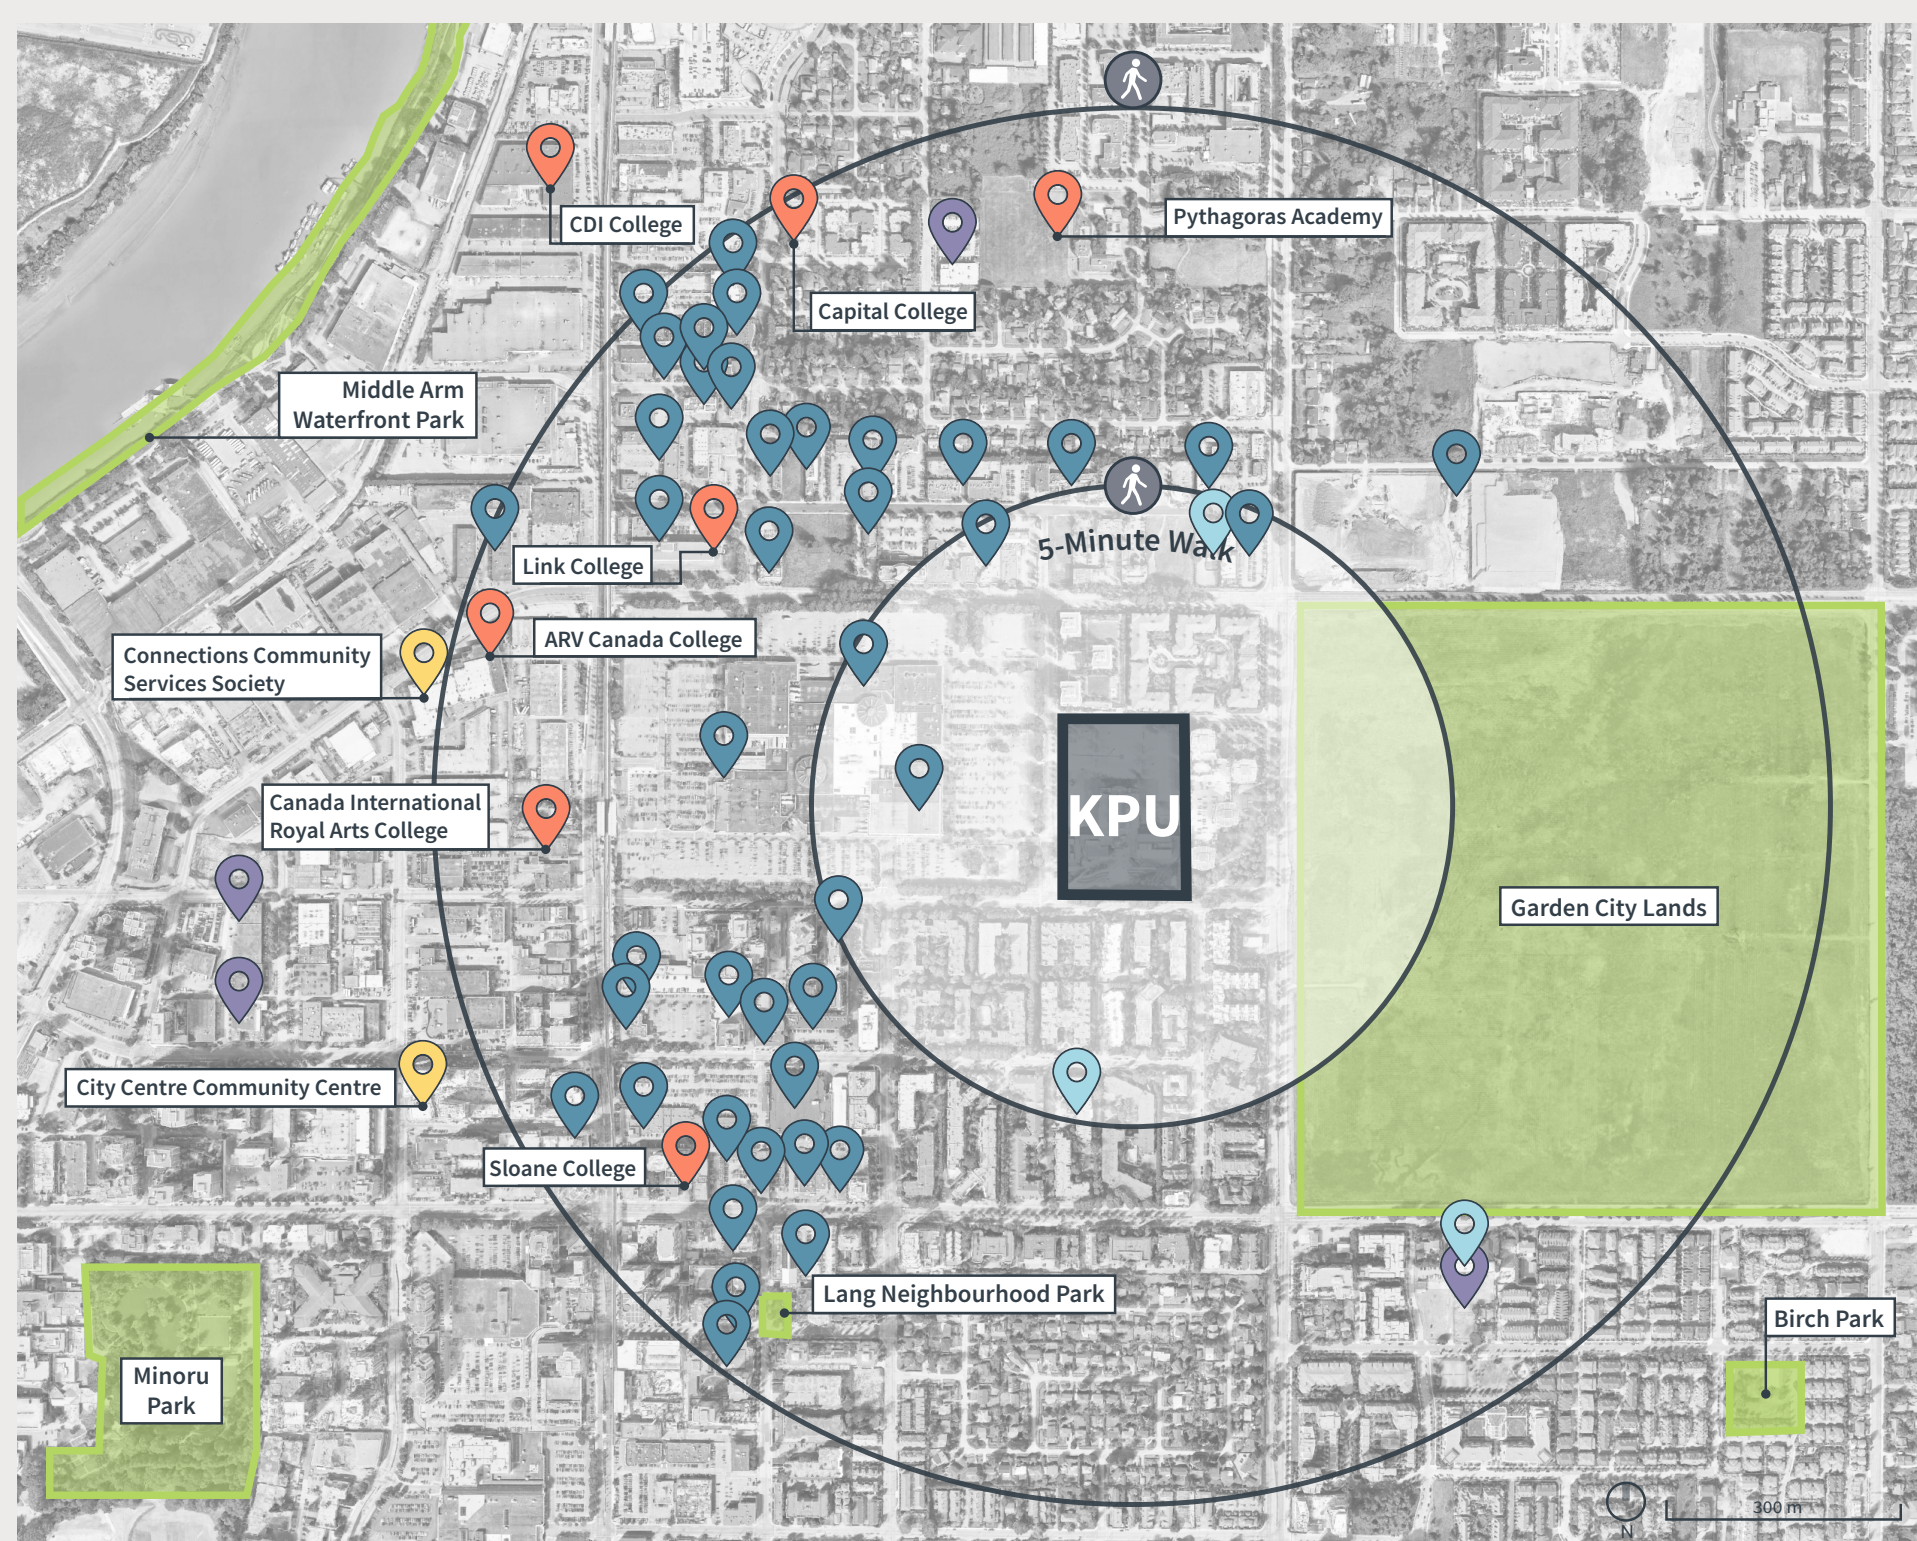 CDI College
Pythagoras Academy
Capital College
Middle Arm
Waterfront Park
5-Minute Walk
Link College
ARV Canada College
Connections Community
Services Society
Canada International
Royal Arts College
KPU
Garden City Lands
City Centre Community Centre
Sloane College
Lang Neighbourhood Park
Birch Park
Minoru
Park
300 m
N